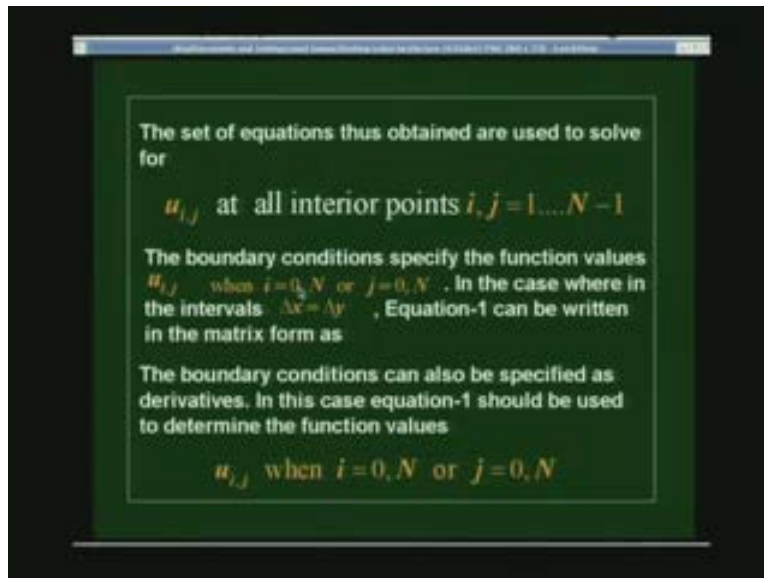 The set of equations thus obtained are used to solve
for
u_{i,j} at all interior points i, j = 1....N − 1
The boundary conditions specify the function values
u_{i,j} when i = 0, N or j = 0, N . In the case where in
the intervals Δx = Δy , Equation-1 can be written
in the matrix form as
The boundary conditions can also be specified as
derivatives. In this case equation-1 should be used
to determine the function values
u_{i,j} when i = 0, N or j = 0, N